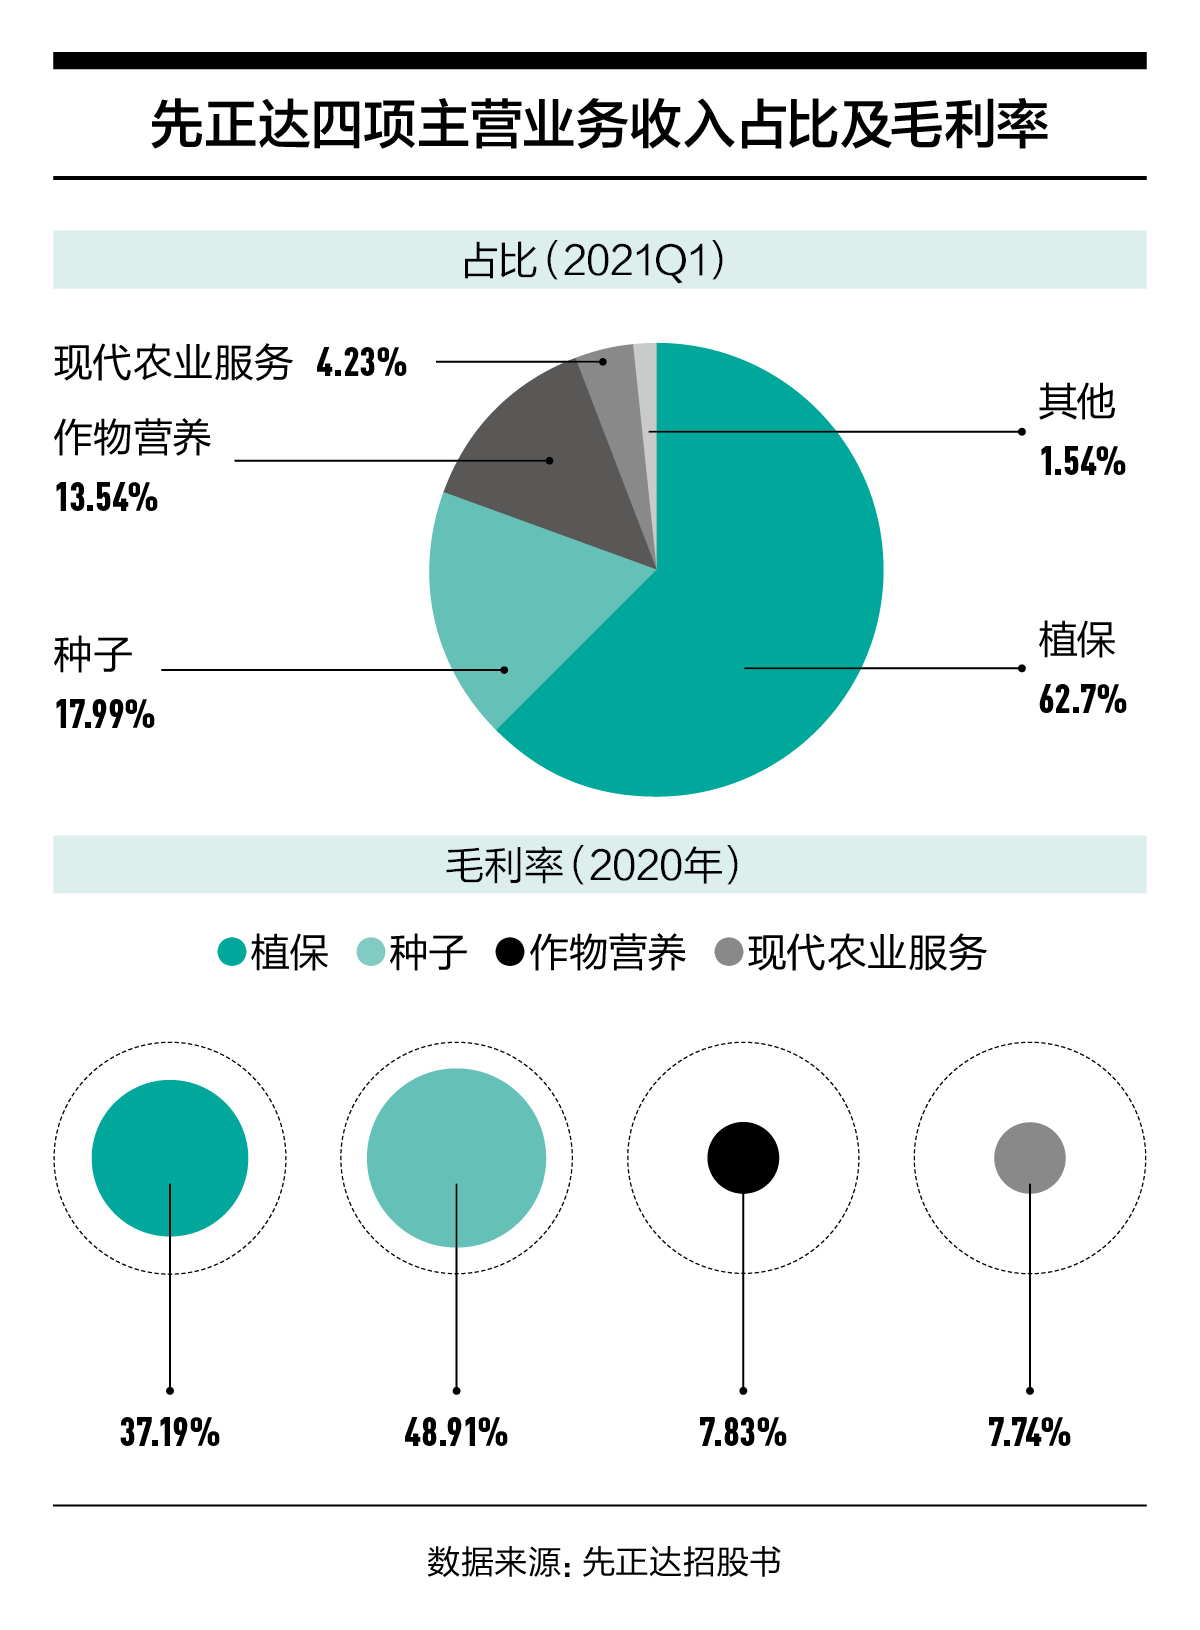 先正达四项主营业务收入占比及毛利率
占比（2021Q1）
现代农业服务 4.23%
作物营养
13.54%
种子
17.99%
其他
1.54%
植保
62.7%
毛利率（2020年）
植保 种子 作物营养 现代农业服务
37.19% 48.91% 7.83% 7.74%
数据来源：先正达招股书